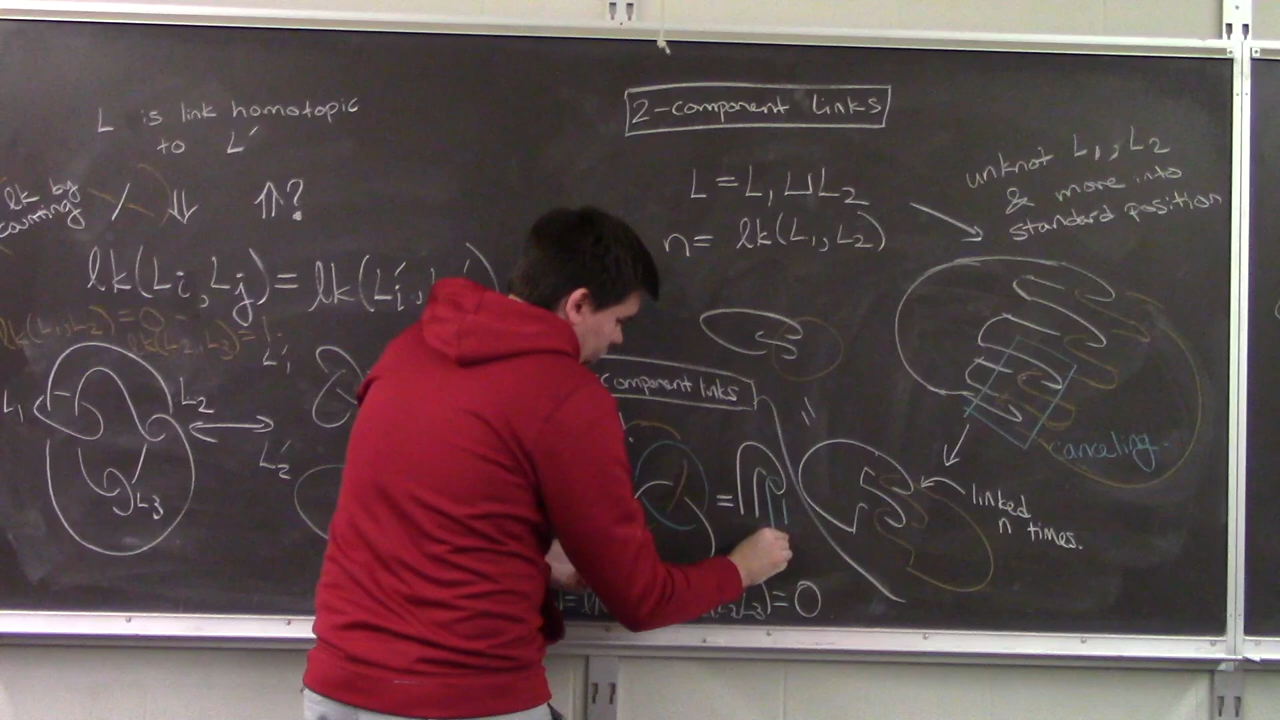 L is link homotopic
to L′
lk by
counting
⇓ ⇑?
lk(Li, Lj) = lk(L′i,
lk(L1, L2) = 0
lk(L2, L3) = 1
L1
L2
L3
L′1
L′2
2-component links
L = L1 ⊔ L2
n = lk(L1, L2)
unknot L1, L2
& move into
standard position
canceling.
linked
n times.
component links
=
L2L3) = 0